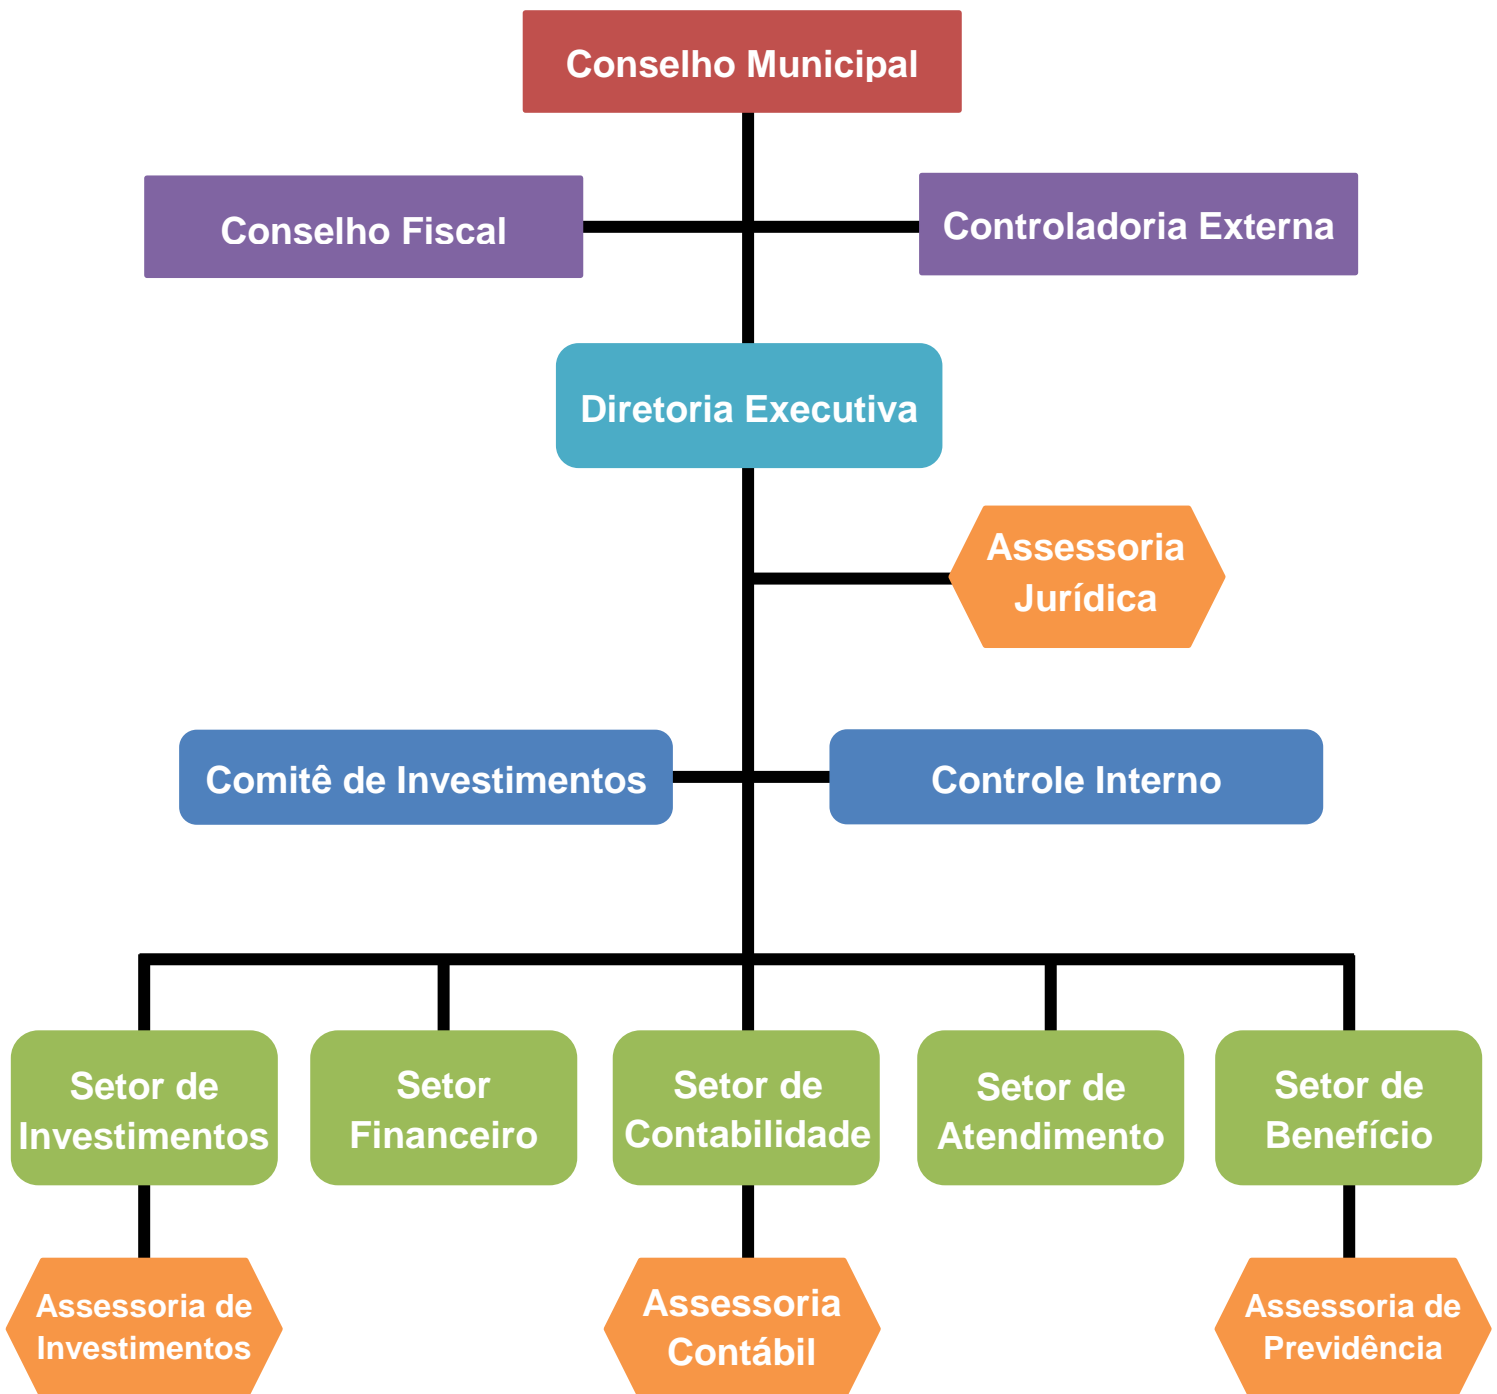 Conselho Municipal
Conselho Fiscal
Controladoria Externa
Diretoria Executiva
Assessoria
Jurídica
Comitê de Investimentos
Controle Interno
Setor de
Investimentos
Setor
Financeiro
Setor de
Contabilidade
Setor de
Atendimento
Setor de
Benefício
Assessoria de
Investimentos
Assessoria
Contábil
Assessoria de
Previdência